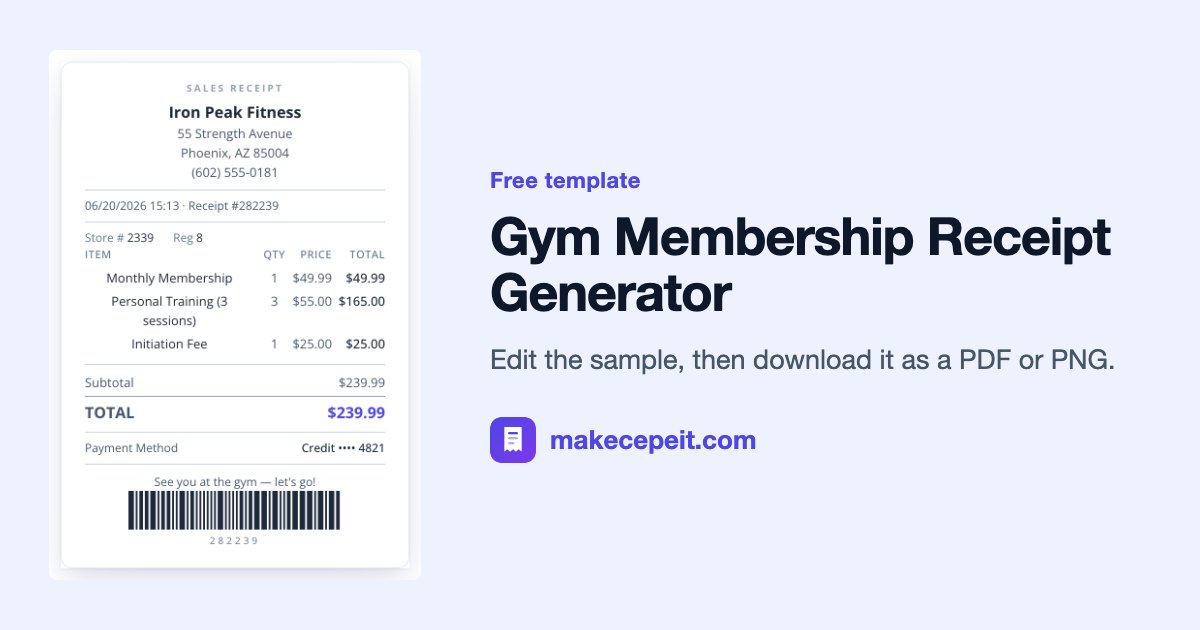 SALES RECEIPT
Iron Peak Fitness
55 Strength Avenue
Phoenix, AZ 85004
(602) 555-0181
06/20/2026 15:13 · Receipt #282239
Store # 2339 Reg 8
ITEM QTY PRICE TOTAL
Monthly Membership 1 $49.99 $49.99
Personal Training (3 3 $55.00 $165.00
sessions)
Initiation Fee 1 $25.00 $25.00
Subtotal $239.99
TOTAL $239.99
Payment Method Credit •••• 4821
See you at the gym — let's go!
282239
Free template
Gym Membership Receipt
Generator
Edit the sample, then download it as a PDF or PNG.
makecepeit.com